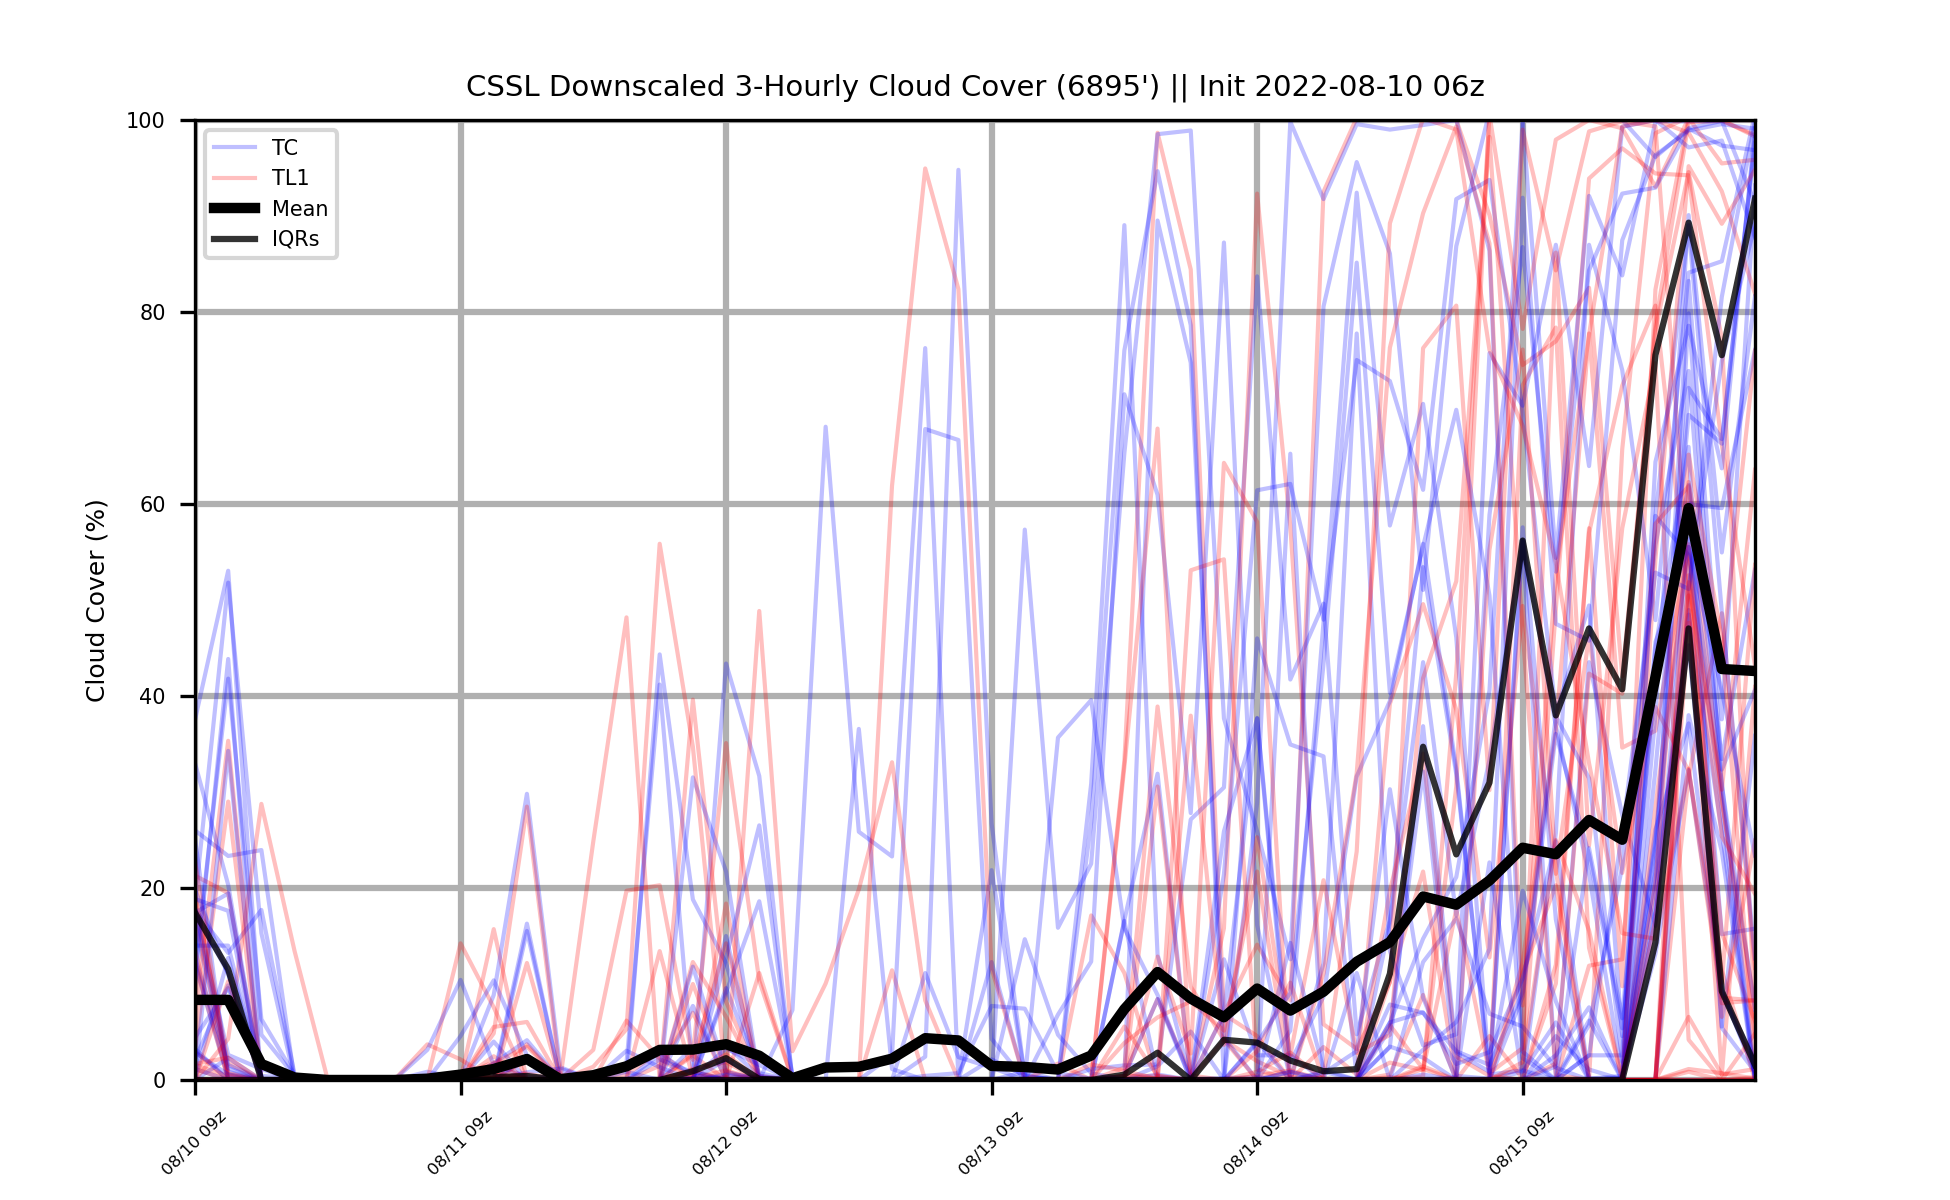 CSSL Downscaled 3-Hourly Cloud Cover (6895') || Init 2022-08-10 06z
TC
TL1
Mean
IQRs
Cloud Cover (%)
100
80
60
40
20
0
08/10 09z
08/11 09z
08/12 09z
08/13 09z
08/14 09z
08/15 09z